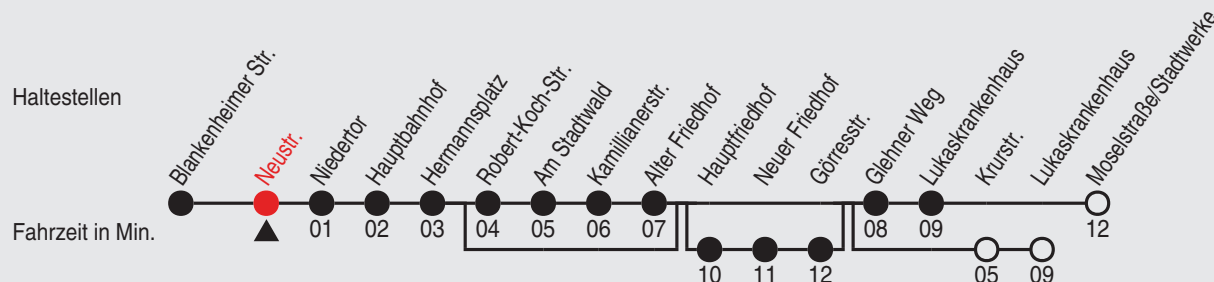 Haltestellen
Blankenheimer Str.
Neustr.
Niedertor
Hauptbahnhof
Hermannsplatz
Robert-Koch-Str.
Am Stadtwald
Kamillianerstr.
Alter Friedhof
Hauptfriedhof
Neuer Friedhof
Görresstr.
Glehner Weg
Lukaskrankenhaus
Krurstr.
Lukaskrankenhaus
Moselstraße/Stadtwerke
Fahrzeit in Min.
01 02 03 04 05 06 07 08 09 12
10 11 12 05 09